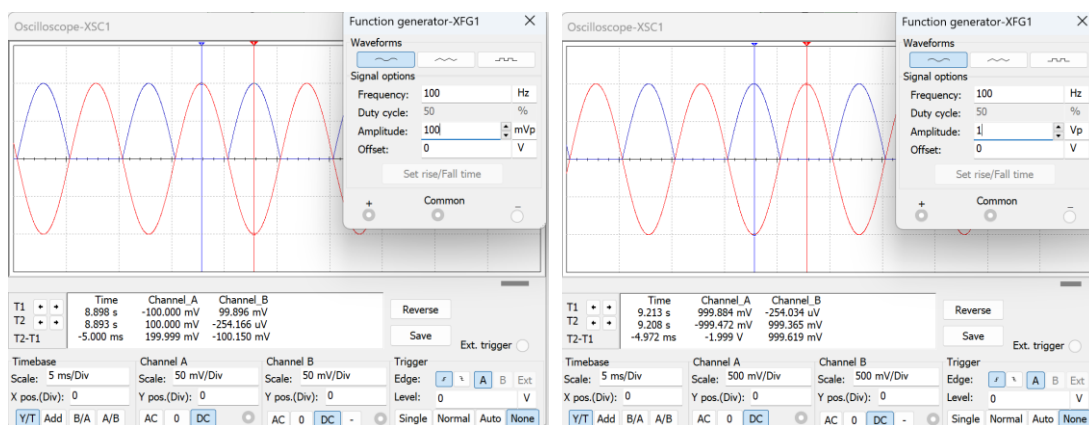 Oscilloscope-XSC1
Function generator-XFG1
Waveforms
Signal options
Frequency: 100 Hz
Duty cycle: 50 %
Amplitude: 100 mVp
Offset: 0 V
Set rise/Fall time
+ Common −
Time Channel_A Channel_B
T1 8.898 s -100.000 mV 99.896 mV
T2 8.893 s 100.000 mV -254.166 uV
T2-T1 -5.000 ms 199.999 mV -100.150 mV
Reverse
Save
Ext. trigger
Timebase Channel A Channel B Trigger
Scale: 5 ms/Div Scale: 50 mV/Div Scale: 50 mV/Div Edge: A B Ext
X pos.(Div): 0 Y pos.(Div): 0 Y pos.(Div): 0 Level: 0 V
Y/T Add B/A A/B AC 0 DC AC 0 DC - Single Normal Auto None
Oscilloscope-XSC1
Function generator-XFG1
Waveforms
Signal options
Frequency: 100 Hz
Duty cycle: 50 %
Amplitude: 1 Vp
Offset: 0 V
Set rise/Fall time
+ Common −
Time Channel_A Channel_B
T1 9.213 s 999.884 mV -254.034 uV
T2 9.208 s -999.472 mV 999.365 mV
T2-T1 -4.972 ms -1.999 V 999.619 mV
Reverse
Save
Ext. trigger
Timebase Channel A Channel B Trigger
Scale: 5 ms/Div Scale: 500 mV/Div Scale: 500 mV/Div Edge: A B Ext
X pos.(Div): 0 Y pos.(Div): 0 Y pos.(Div): 0 Level: 0 V
Y/T Add B/A A/B AC 0 DC AC 0 DC - Single Normal Auto None